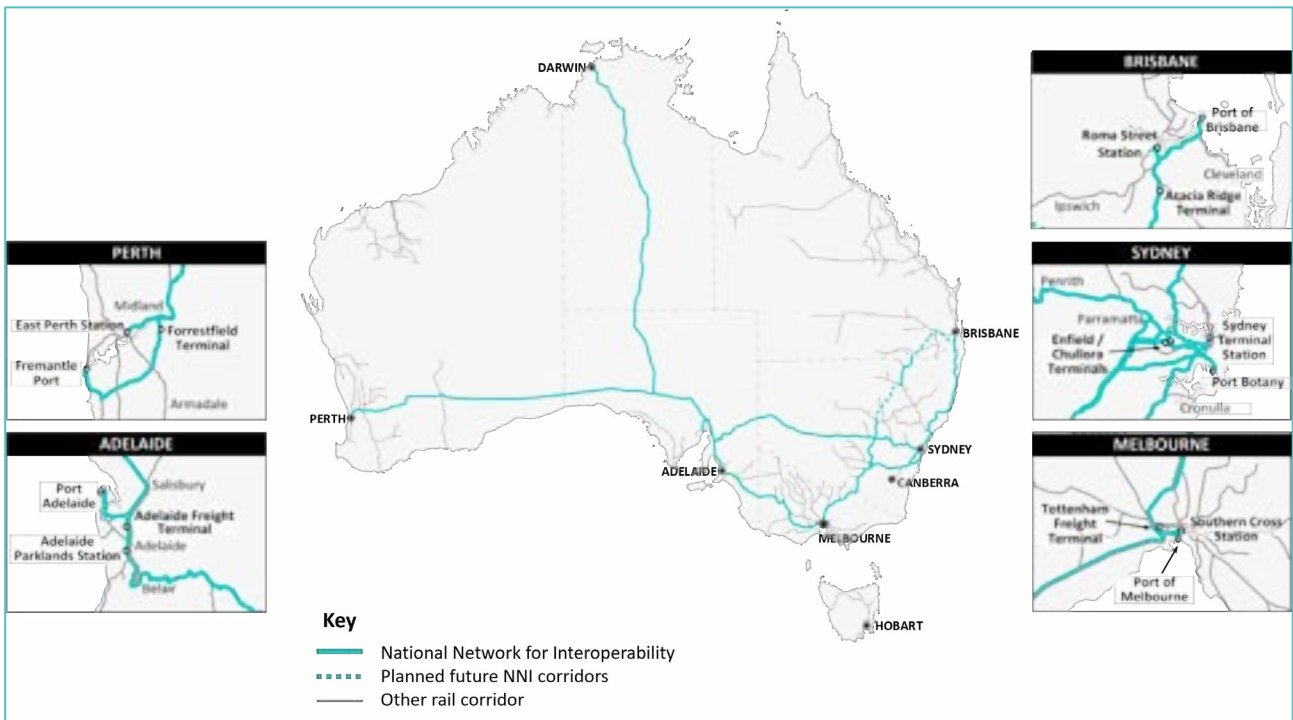 DARWIN
PERTH
ADELAIDE
MELBOURNE
CANBERRA
SYDNEY
BRISBANE
HOBART
PERTH
Midland
East Perth Station
Forrestfield
Terminal
Fremantle
Port
Armadale
ADELAIDE
Port
Adelaide
Salisbury
Adelaide Freight
Terminal
Adelaide
Parklands Station
Adelaide
Belair
BRISBANE
Port of
Brisbane
Roma Street
Station
Cleveland
Acacia Ridge
Terminal
Ipswich
SYDNEY
Penrith
Parramatta
Enfield /
Chullora
Terminals
Sydney
Terminal
Station
Port Botany
Cronulla
MELBOURNE
Tottenham
Freight
Terminal
Southern Cross
Station
Port of
Melbourne
Key
National Network for Interoperability
Planned future NNI corridors
Other rail corridor